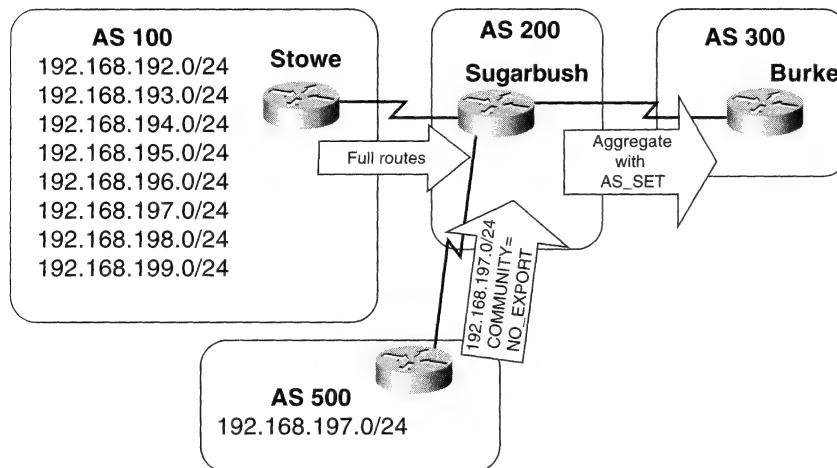 AS 100
192.168.192.0/24
192.168.193.0/24
192.168.194.0/24
192.168.195.0/24
192.168.196.0/24
192.168.197.0/24
192.168.198.0/24
192.168.199.0/24
Stowe
Full routes
AS 200
Sugarbush
Aggregate
with
AS_SET
AS 300
Burke
192.168.197.0/24
COMMUNITY=
NO_EXPORT
AS 500
192.168.197.0/24